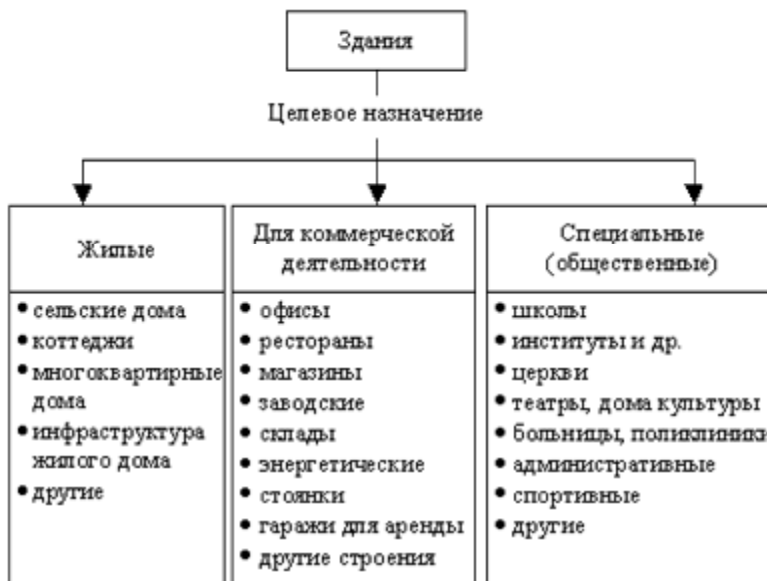 Здания
Целевое назначение
Жилые
• сельские дома
• коттеджи
• многоквартирные
дома
• инфраструктура
жилого дома
• другие
Для коммерческой
деятельности
• офисы
• рестораны
• магазины
• заводские
• склады
• энергетические
• стоянки
• гаражи для аренды
• другие строения
Специальные
(общественные)
• школы
• институты и др.
• церкви
• театры, дома культуры
• больницы, поликлиники
• административные
• спортивные
• другие